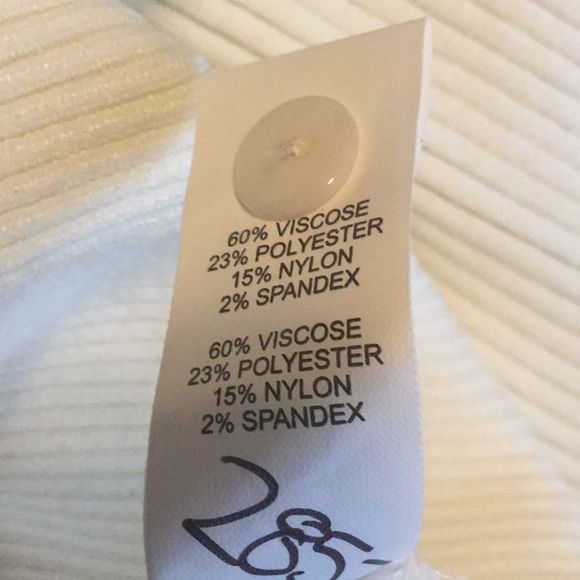 60% VISCOSE
23% POLYESTER
15% NYLON
2% SPANDEX
60% VISCOSE
23% POLYESTER
15% NYLON
2% SPANDEX